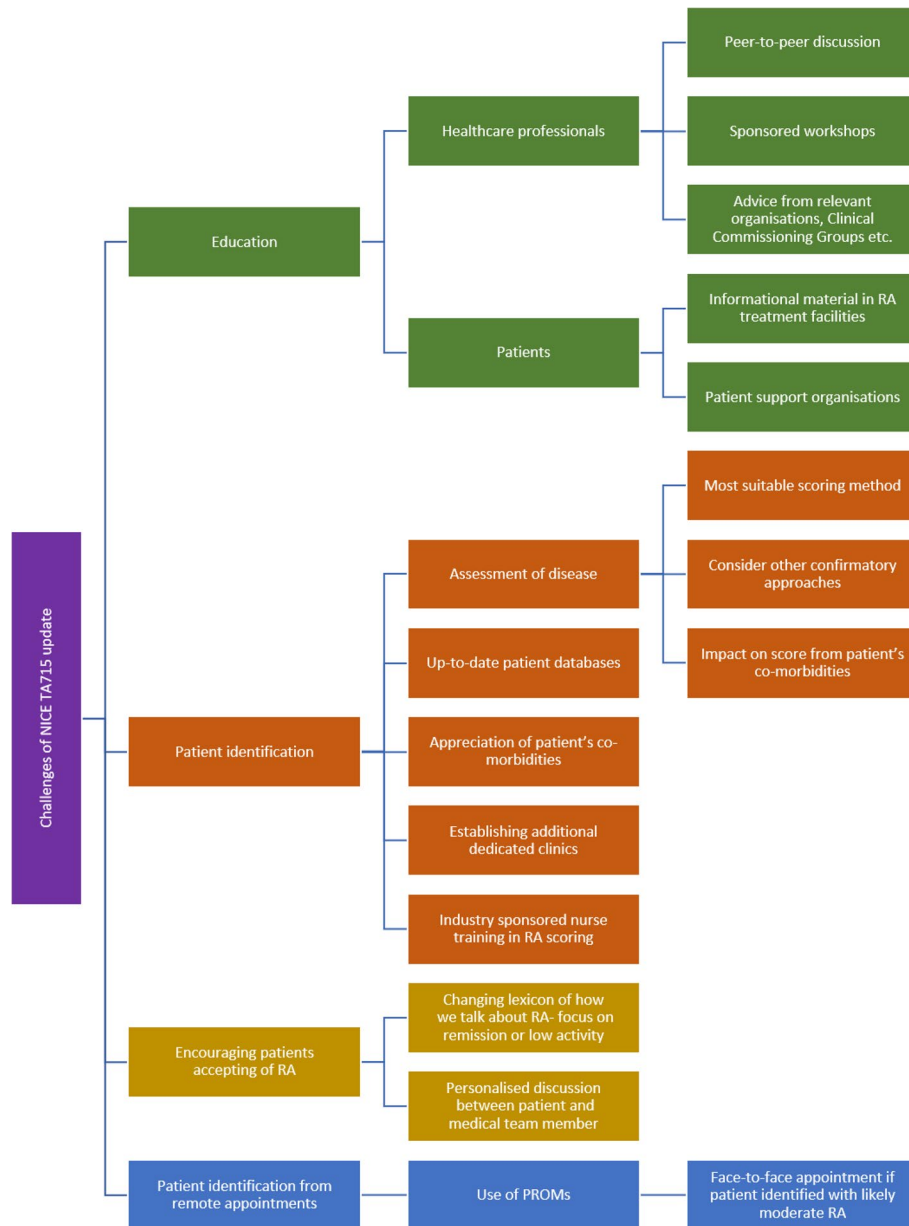 Challenges of NICE TA715 update
Education
Healthcare professionals
Peer-to-peer discussion
Sponsored workshops
Advice from relevant
organisations, Clinical
Commissioning Groups etc.
Patients
Informational material in RA
treatment facilities
Patient support organisations
Patient identification
Assessment of disease
Most suitable scoring method
Consider other confirmatory
approaches
Impact on score from patient's
co-morbidities
Up-to-date patient databases
Appreciation of patient's co-
morbidities
Establishing additional
dedicated clinics
Industry sponsored nurse
training in RA scoring
Encouraging patients
accepting of RA
Changing lexicon of how
we talk about RA- focus on
remission or low activity
Personalised discussion
between patient and
medical team member
Patient identification from
remote appointments
Use of PROMs
Face-to-face appointment if
patient identified with likely
moderate RA